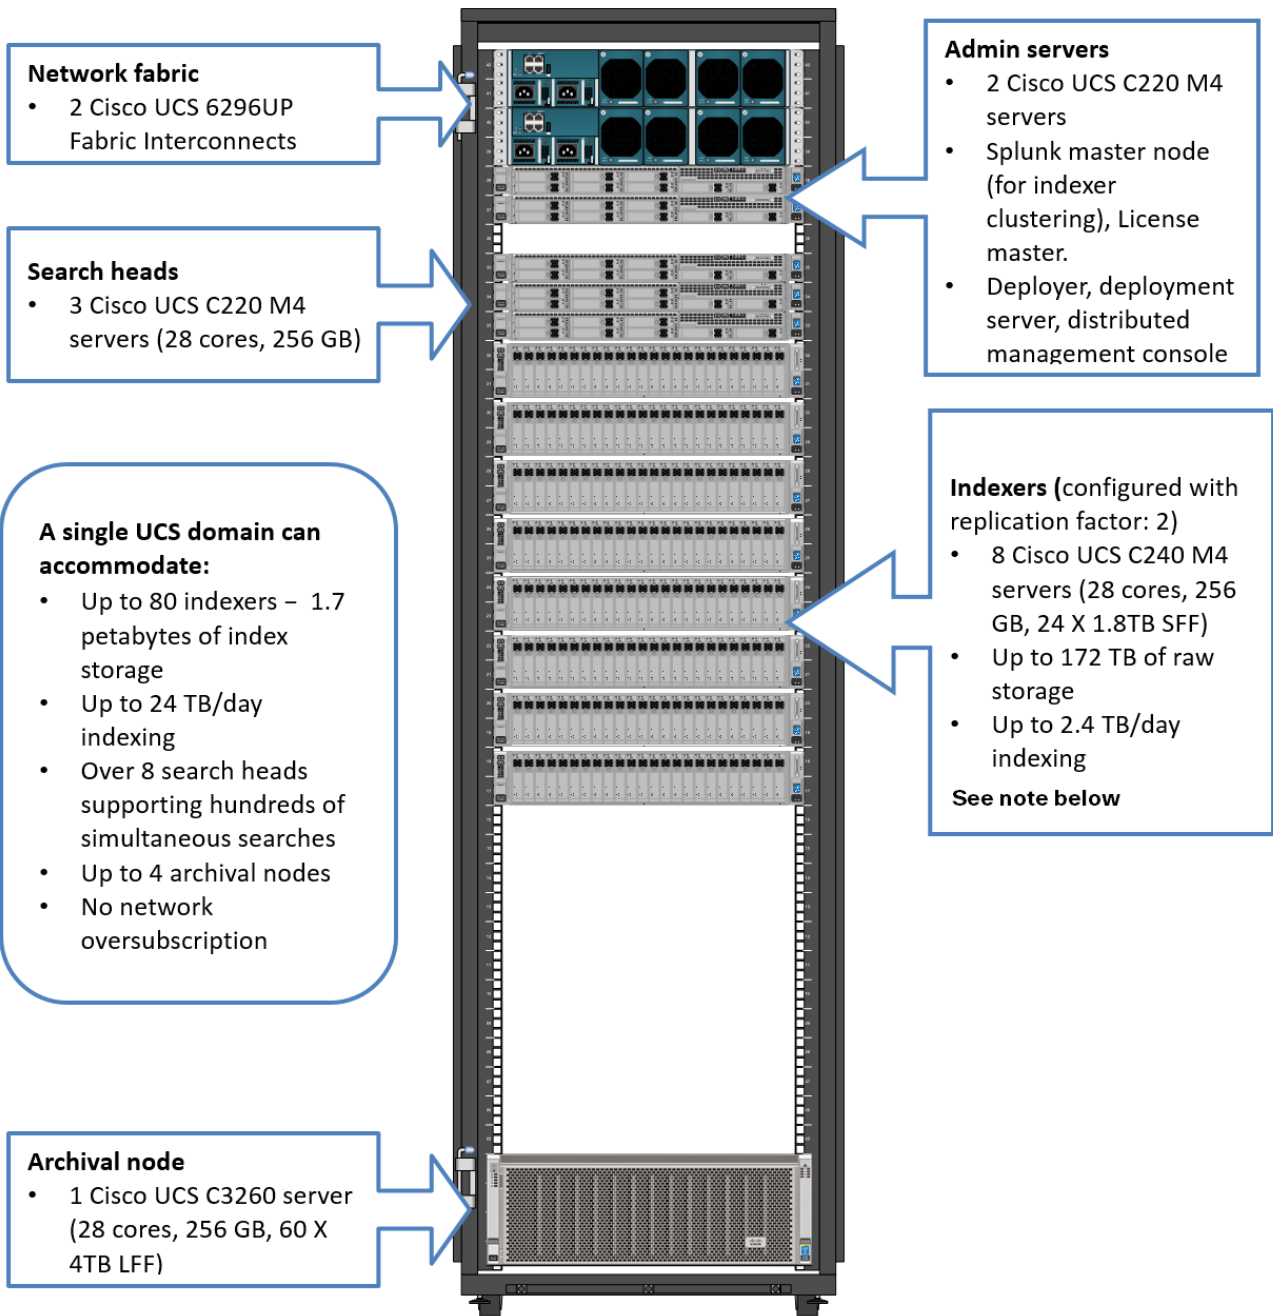 Network fabric
• 2 Cisco UCS 6296UP
Fabric Interconnects
Search heads
• 3 Cisco UCS C220 M4
servers (28 cores, 256 GB)
A single UCS domain can
accommodate:
• Up to 80 indexers – 1.7
petabytes of index
storage
• Up to 24 TB/day
indexing
• Over 8 search heads
supporting hundreds of
simultaneous searches
• Up to 4 archival nodes
• No network
oversubscription
Archival node
• 1 Cisco UCS C3260 server
(28 cores, 256 GB, 60 X
4TB LFF)
Admin servers
• 2 Cisco UCS C220 M4
servers
• Splunk master node
(for indexer
clustering), License
master.
• Deployer, deployment
server, distributed
management console
Indexers (configured with
replication factor: 2)
• 8 Cisco UCS C240 M4
servers (28 cores, 256
GB, 24 X 1.8TB SFF)
• Up to 172 TB of raw
storage
• Up to 2.4 TB/day
indexing
See note below